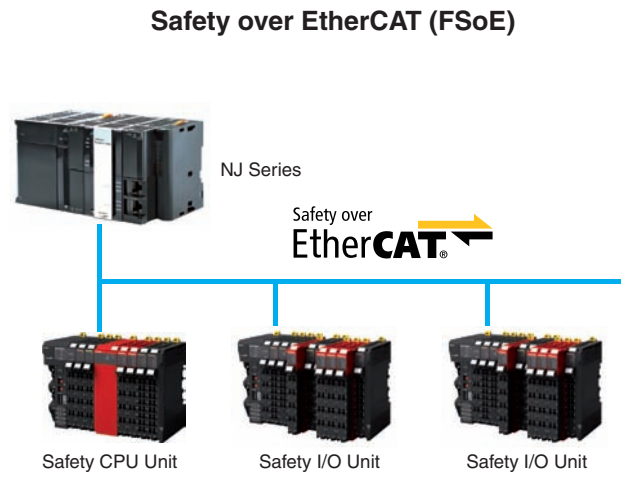 Safety over EtherCAT (FSoE)
NJ Series
Safety over
EtherCAT®
Safety CPU Unit
Safety I/O Unit
Safety I/O Unit